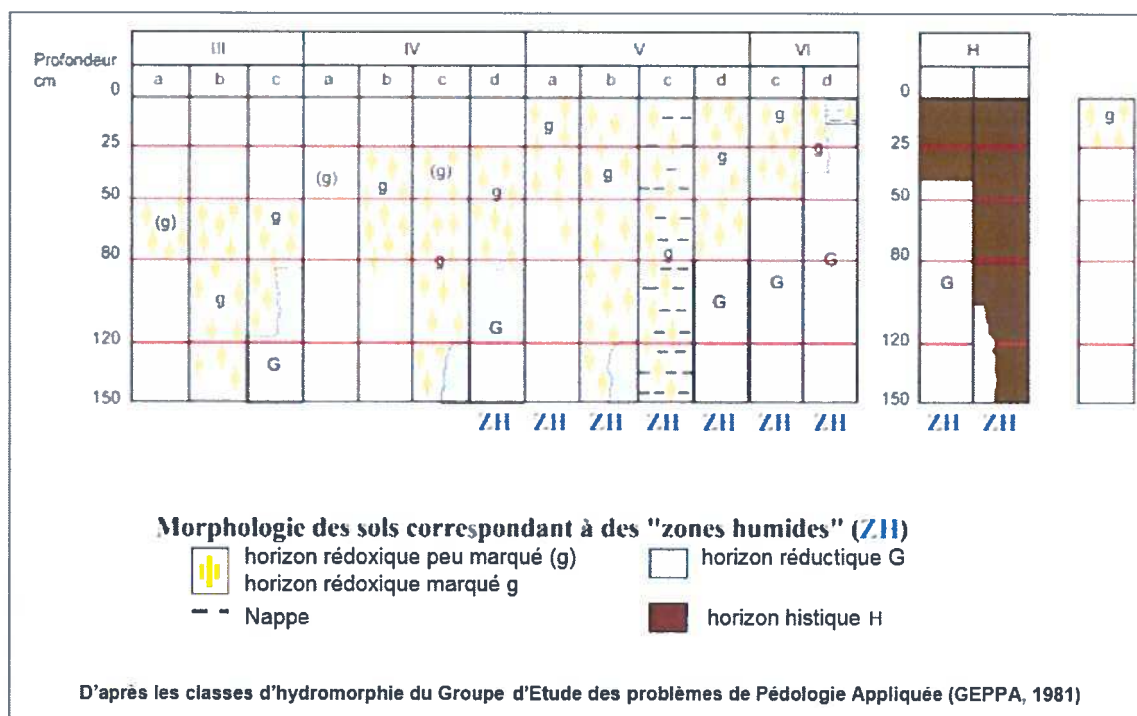 III IV V VI H
Profondeur
cm
a b c a b c d a b c d c d
0 0
g g g
25 25
g
(g) (g) g
g g g
50 50
(g) g
g
80 g 80
G
g G G G
G
120 120
G
150 150
ZH ZH ZH ZH ZH ZH ZH ZH ZH
Morphologie des sols correspondant à des "zones humides" (ZH)
horizon rédoxique peu marqué (g) horizon réductique G
horizon rédoxique marqué g
Nappe horizon histique H
D'après les classes d'hydromorphie du Groupe d'Etude des problèmes de Pédologie Appliquée (GEPPA, 1981)